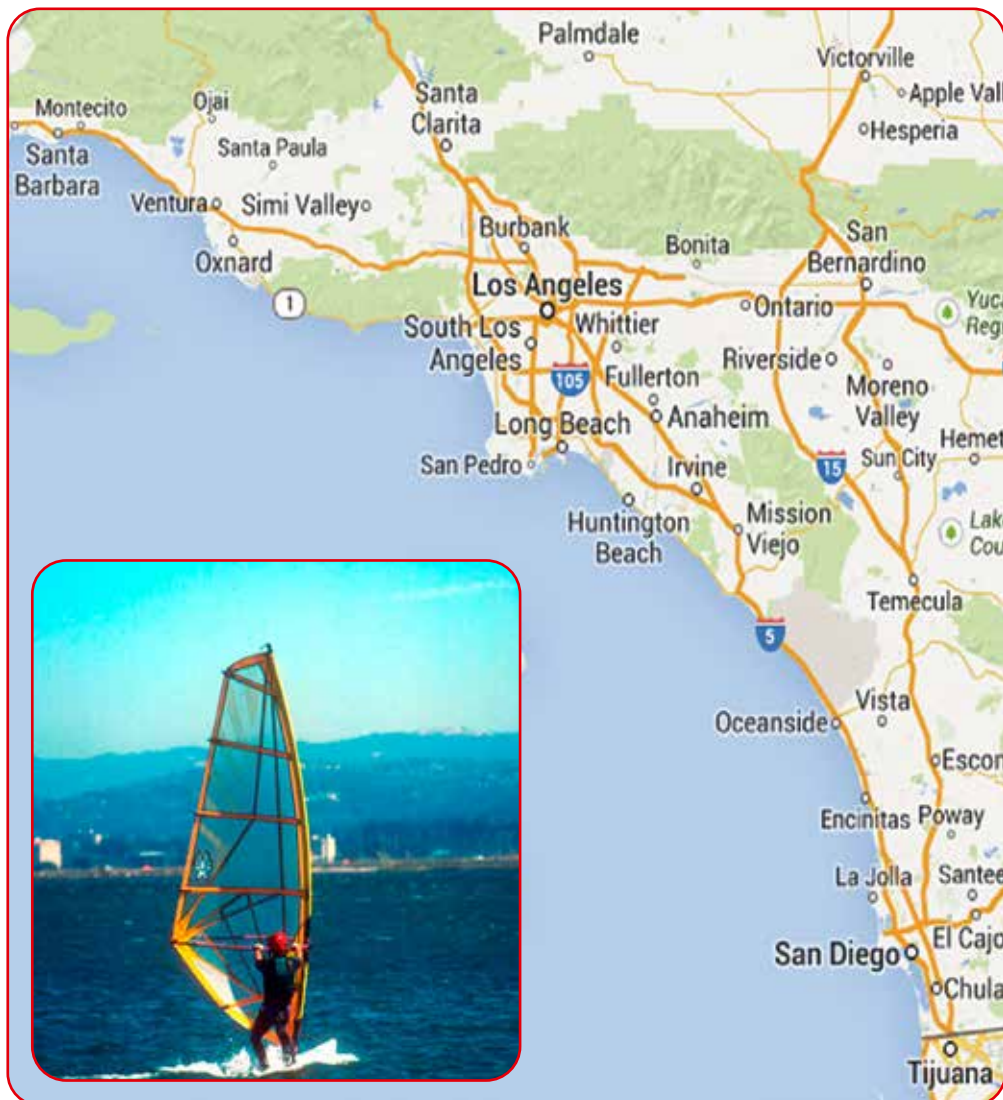 Palmdale
Victorville
Apple Vall
Hesperia
Santa
Clarita
Montecito
Ojai
Santa
Barbara
Santa Paula
Ventura
Simi Valley
Oxnard
1
Burbank
Bonita
San
Bernardino
Los Angeles
Ontario
Yuc
Regi
South Los
Angeles
Whittier
Riverside
105
Fullerton
Moreno
Valley
Anaheim
Long Beach
San Pedro
Irvine
15
Sun City
Hemet
Huntington
Beach
Mission
Viejo
Lak
Cou
Temecula
5
Oceanside
Vista
Escon
Encinitas
Poway
La Jolla
Santee
San Diego
El Cajo
Chula
Tijuana